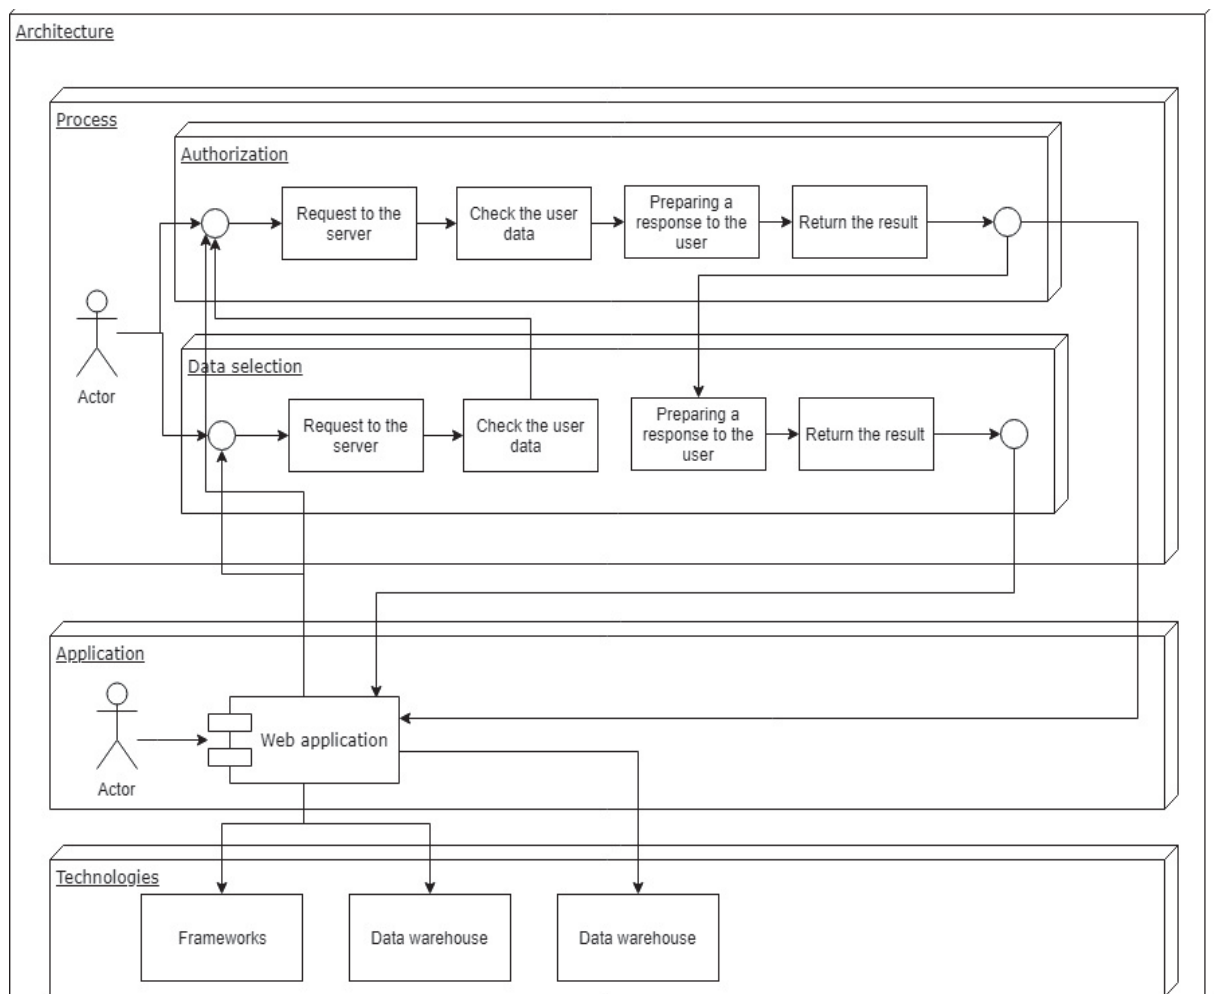 Architecture
Process
Authorization
Request to the
server
Check the user
data
Preparing a
response to the
user
Return the result
Actor
Data selection
Request to the
server
Check the user
data
Preparing a
response to the
user
Return the result
Application
Actor
Web application
Technologies
Frameworks
Data warehouse
Data warehouse